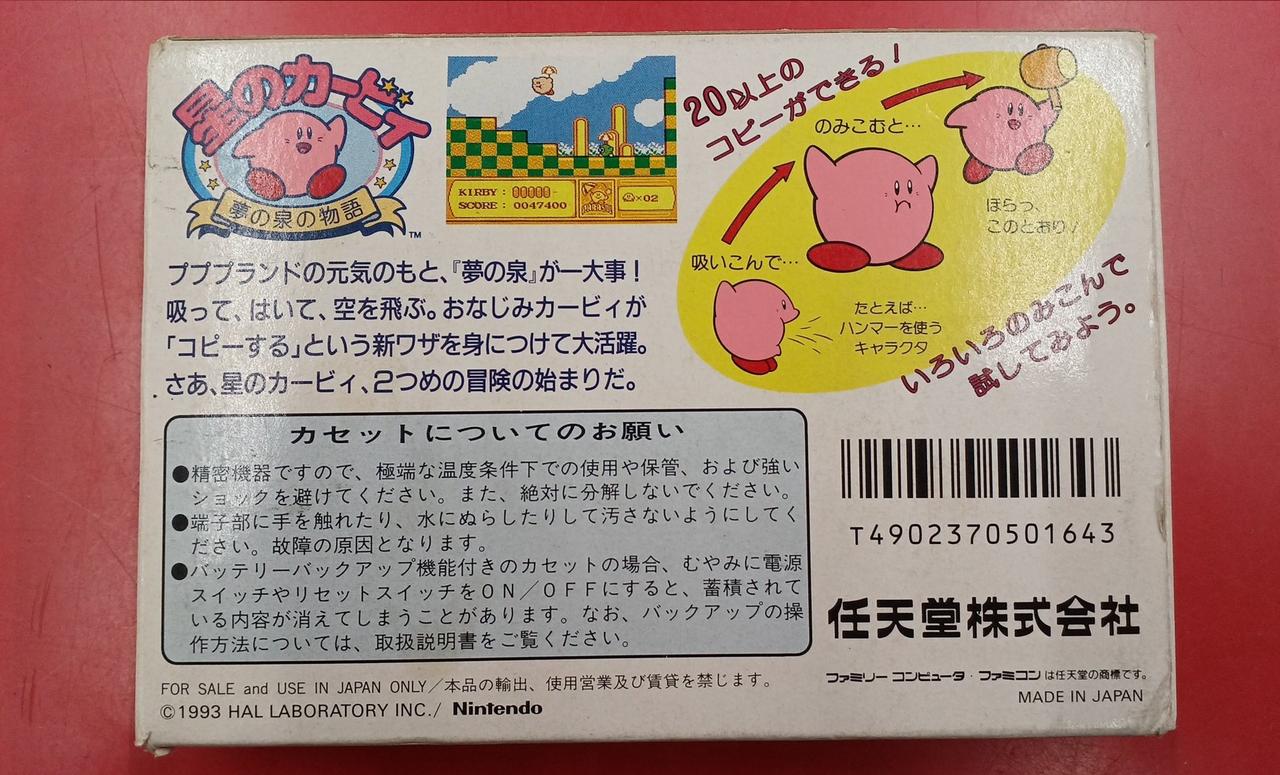 星のカービィ
夢の泉の物語
TM
KIRBY :
SCORE : 0047400
×02
20以上の
コピーができる!
のみこむと…
ほらっ、
このとおり!
吸いこんで…
たとえば…
ハンマーを使う
キャラクタ
いろいろのみこんで
試してみよう。
プププランドの元気のもと、『夢の泉』が一大事!
吸って、はいて、空を飛ぶ。おなじみカービィが
「コピーする」という新ワザを身につけて大活躍。
さあ、星のカービィ、2つめの冒険の始まりだ。
カセットについてのお願い
●精密機器ですので、極端な温度条件下での使用や保管、および強い
ショックを避けてください。また、絶対に分解しないでください。
●端子部に手を触れたり、水にぬらしたりして汚さないようにしてく
ださい。故障の原因となります。
●バッテリーバックアップ機能付きのカセットの場合、むやみに電源
スイッチやリセットスイッチをON/OFFにすると、蓄積されて
いる内容が消えてしまうことがあります。なお、バックアップの操
作方法については、取扱説明書をご覧ください。
T4902370501643
任天堂株式会社
ファミリー コンピュータ・ファミコンは任天堂の商標です。
MADE IN JAPAN
FOR SALE and USE IN JAPAN ONLY/本品の輸出、使用営業及び賃貸を禁じます。
©1993 HAL LABORATORY INC./ Nintendo